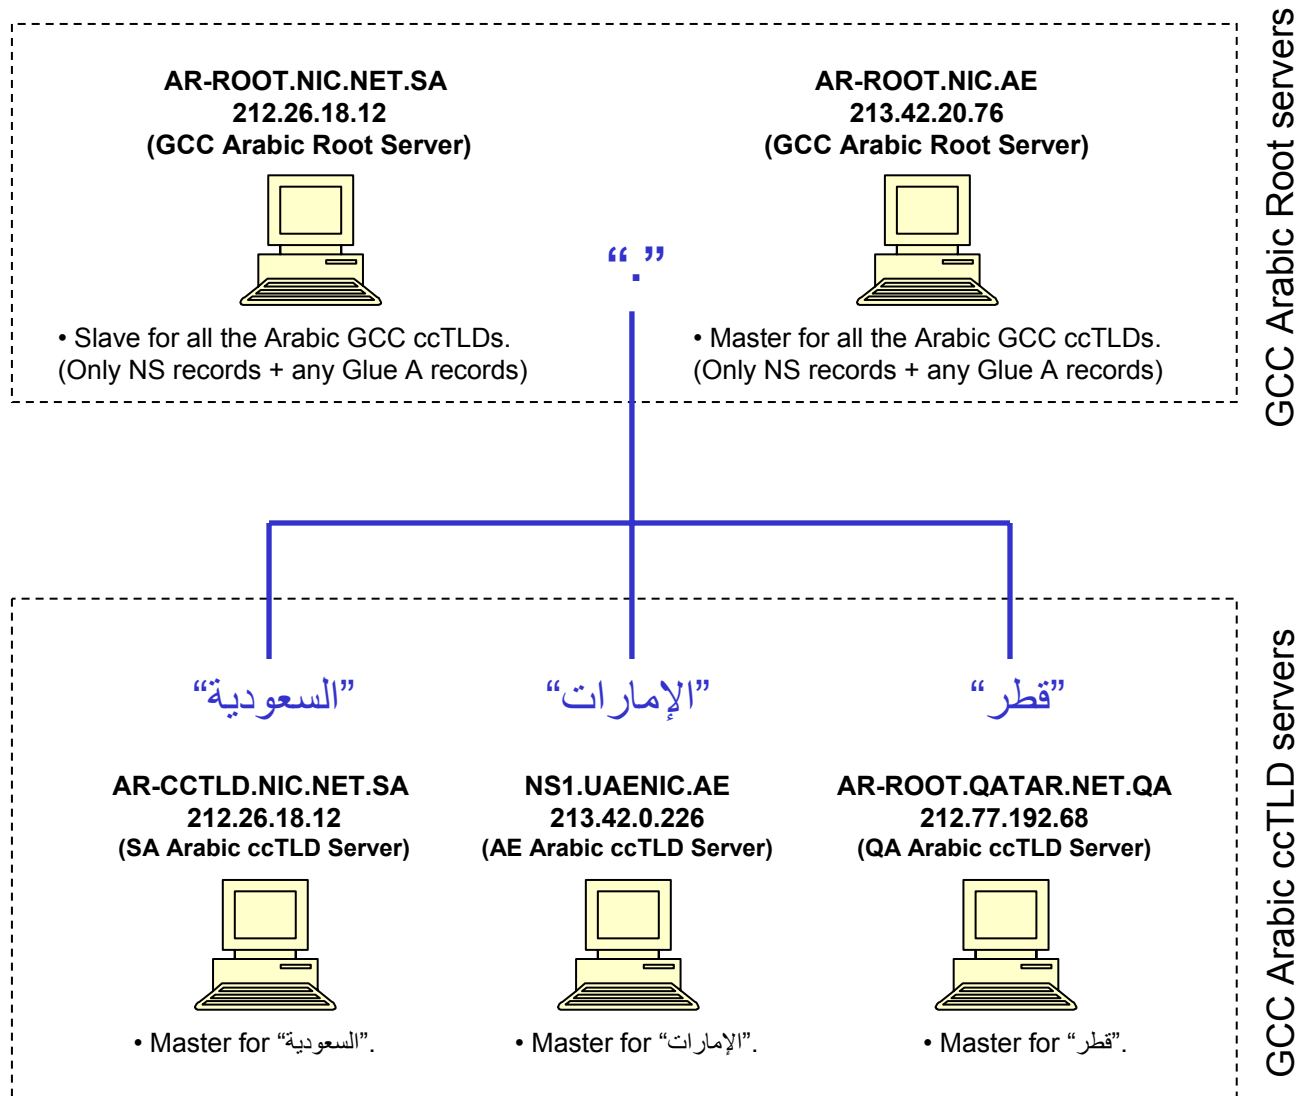 AR-ROOT.NIC.NET.SA
212.26.18.12
(GCC Arabic Root Server)
AR-ROOT.NIC.AE
213.42.20.76
(GCC Arabic Root Server)
“.”
• Slave for all the Arabic GCC ccTLDs.
(Only NS records + any Glue A records)
• Master for all the Arabic GCC ccTLDs.
(Only NS records + any Glue A records)
GCC Arabic Root servers
“السعودية”
“الإمارات”
“قطر”
AR-CCTLD.NIC.NET.SA
212.26.18.12
(SA Arabic ccTLD Server)
NS1.UAENIC.AE
213.42.0.226
(AE Arabic ccTLD Server)
AR-ROOT.QATAR.NET.QA
212.77.192.68
(QA Arabic ccTLD Server)
• Master for “السعودية”.
• Master for “الإمارات”.
• Master for “قطر”.
GCC Arabic ccTLD servers